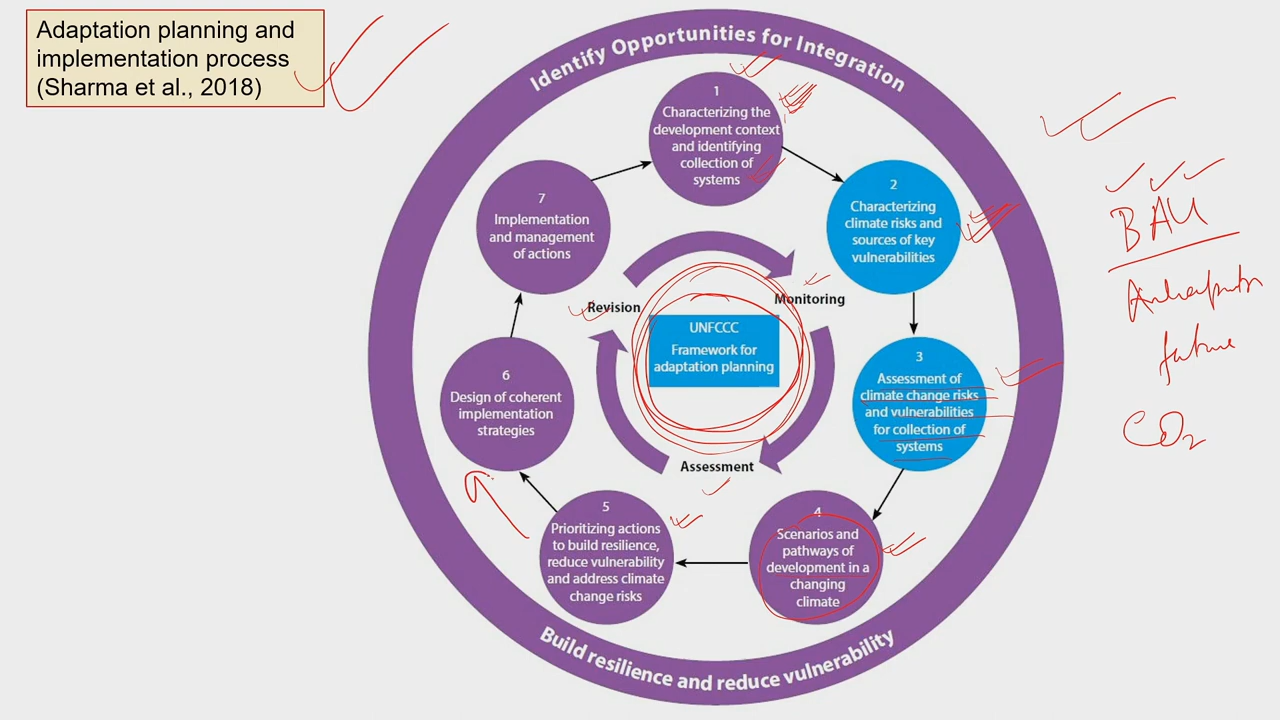 Adaptation planning and
implementation process
(Sharma et al., 2018)
Identify Opportunities for Integration
1
Characterizing the
development context
and identifying
collection of
systems
2
Characterizing
climate risks and
sources of key
vulnerabilities
3
Assessment of
climate change risks
and vulnerabilities
for collection of
systems
4
Scenarios and
pathways of
development in a
changing
climate
5
Prioritizing actions
to build resilience,
reduce vulnerability
and address climate
change risks
6
Design of coherent
implementation
strategies
7
Implementation
and management
of actions
Revision
Monitoring
Assessment
UNFCCC
Framework for
adaptation planning
Build resilience and reduce vulnerability
BAU
future
CO2